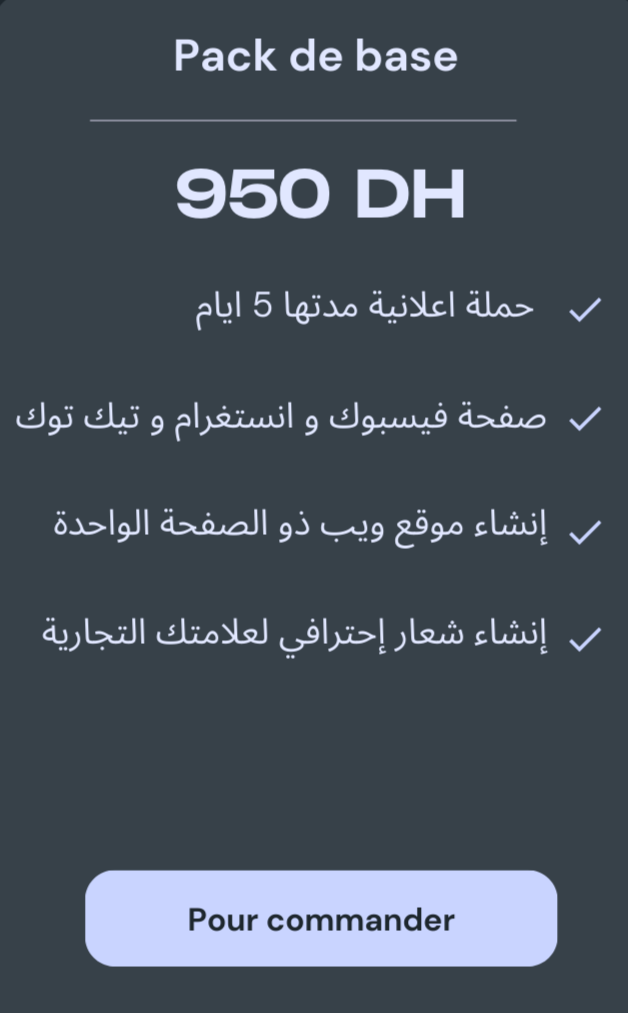 Pack de base
950 DH
حملة اعلانية مدتها 5 ايام
صفحة فيسبوك و انستغرام و تيك توك
إنشاء موقع ويب ذو الصفحة الواحدة
إنشاء شعار إحترافي لعلامتك التجارية
Pour commander